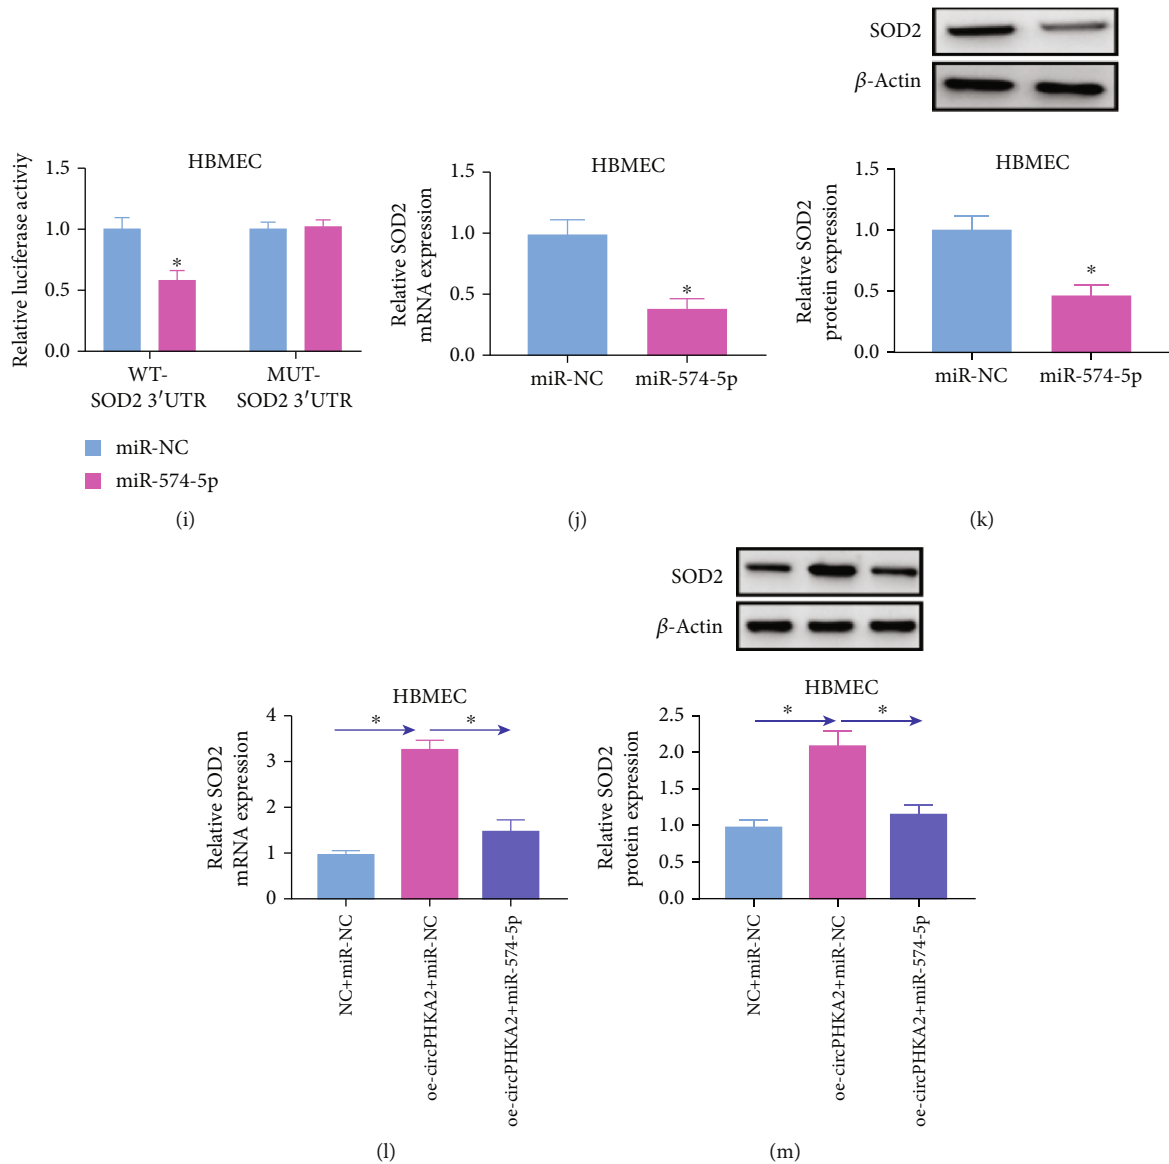 SOD2
β-Actin
HBMEC
Relative luciferase activiy
1.5
1.0
0.5
0.0
*
WT-
SOD2 3′UTR
MUT-
SOD2 3′UTR
miR-NC
miR-574-5p
(i)
HBMEC
Relative SOD2
mRNA expression
1.5
1.0
0.5
0.0
*
miR-NC
miR-574-5p
(j)
HBMEC
Relative SOD2
protein expression
1.5
1.0
0.5
0.0
*
miR-NC
miR-574-5p
(k)
SOD2
β-Actin
HBMEC
Relative SOD2
mRNA expression
4
3
2
1
0
*
*
NC+miR-NC
oe-circPHKA2+miR-NC
oe-circPHKA2+miR-574-5p
(l)
HBMEC
Relative SOD2
protein expression
2.5
2.0
1.5
1.0
0.5
0.0
*
*
NC+miR-NC
oe-circPHKA2+miR-NC
oe-circPHKA2+miR-574-5p
(m)